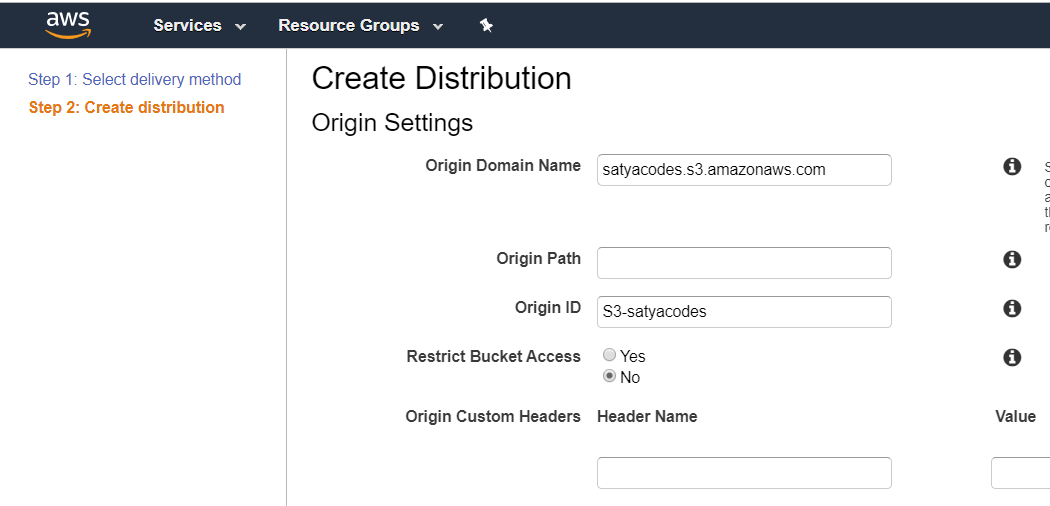 aws
Services
Resource Groups
Step 1: Select delivery method
Step 2: Create distribution
Create Distribution
Origin Settings
Origin Domain Name
satyacodes.s3.amazonaws.com
Origin Path
Origin ID
S3-satyacodes
Restrict Bucket Access
Yes
No
Origin Custom Headers
Header Name
Value